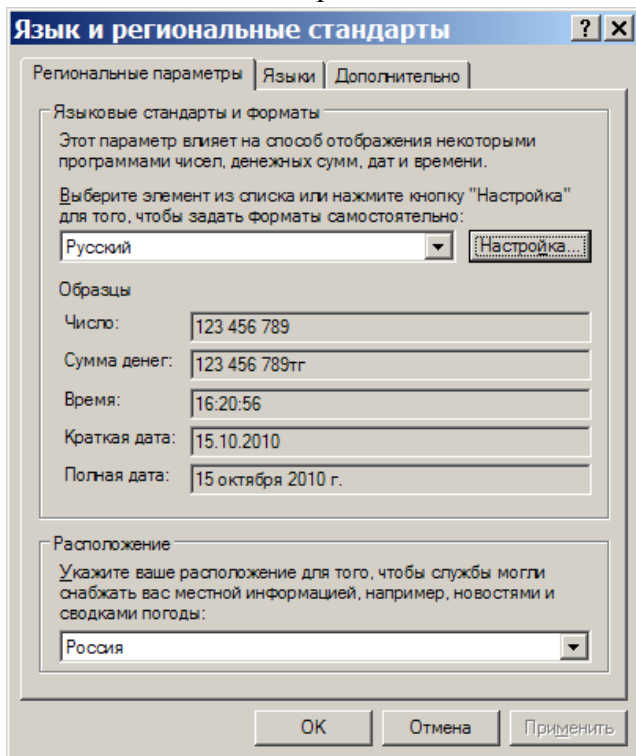 Язык и региональные стандарты
Региональные параметры Языки Дополнительно
Языковые стандарты и форматы
Этот параметр влияет на способ отображения некоторыми
программами чисел, денежных сумм, дат и времени.
Выберите элемент из списка или нажмите кнопку "Настройка"
для того, чтобы задать форматы самостоятельно:
Русский Настройка...
Образцы
Число: 123 456 789
Сумма денег: 123 456 789тг
Время: 16:20:56
Краткая дата: 15.10.2010
Полная дата: 15 октября 2010 г.
Расположение
Укажите ваше расположение для того, чтобы службы могли
снабжать вас местной информацией, например, новостями и
сводками погоды:
Россия
OK Отмена Применить